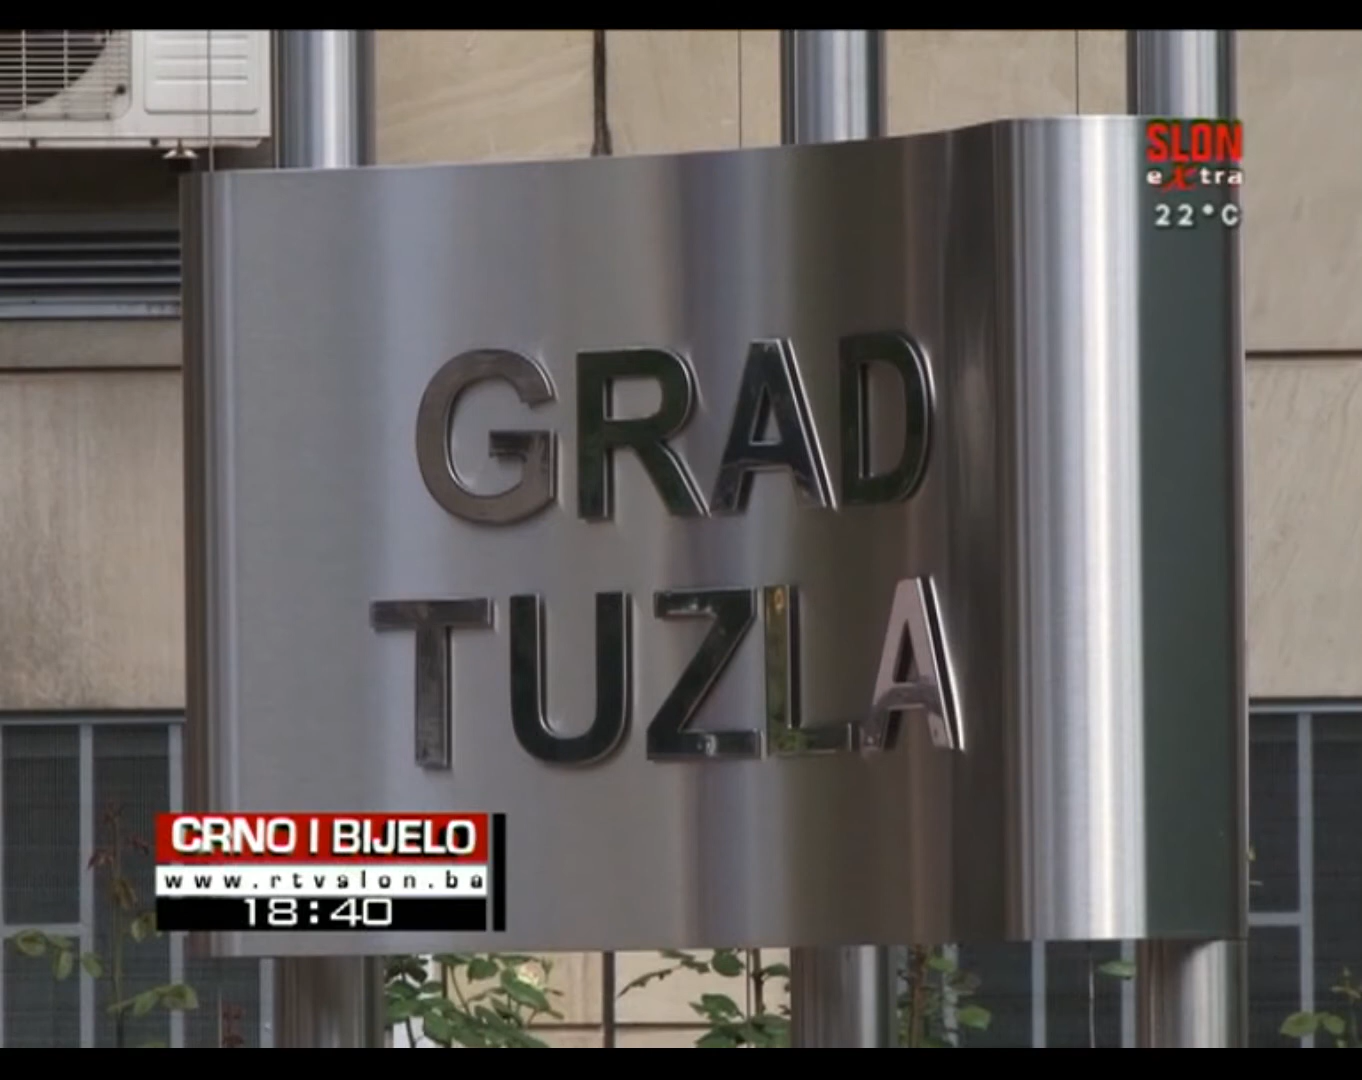 SLON
extra
22°C
GRAD
TUZLA
CRNO I BIJELO
www.rtvslon.ba
18:40